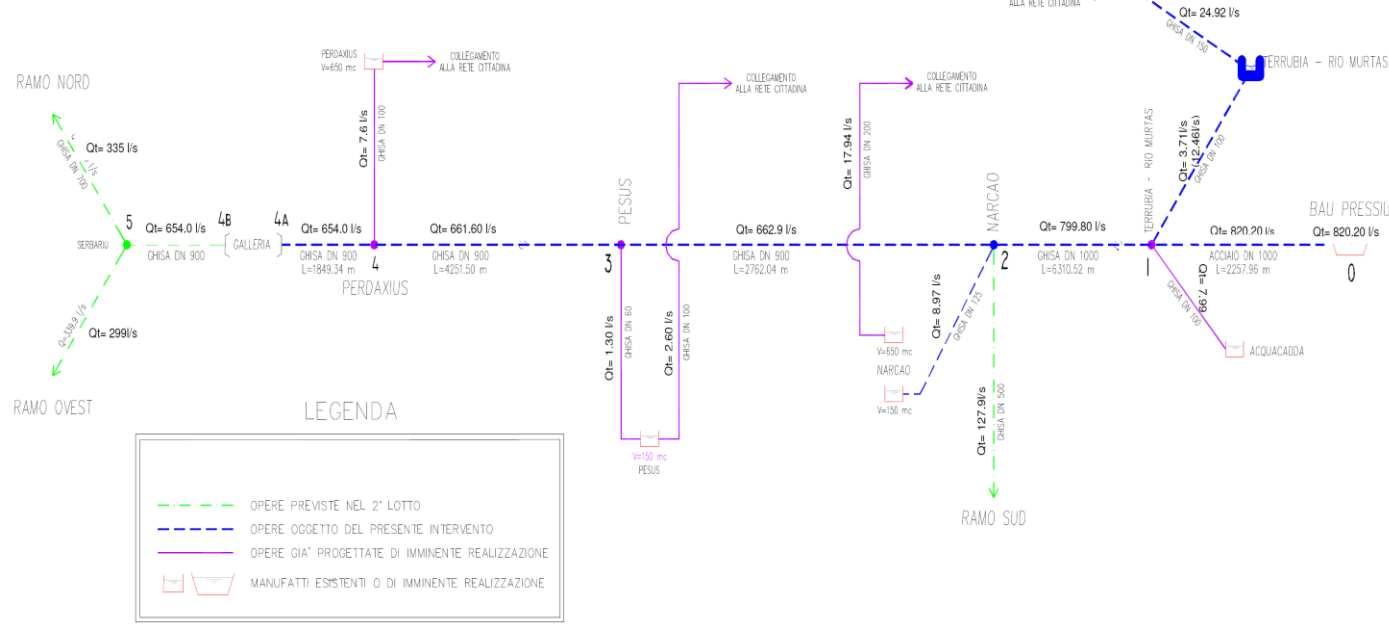 ALLA RETE CITTADINA
Qt= 24.92 l/s
GHISA DN 150
TERRUBIA – RIO MURTAS
PERDAXIUS
V=650 mc
COLLEGAMENTO
ALLA RETE CITTADINA
COLLEGAMENTO
ALLA RETE CITTADINA
COLLEGAMENTO
ALLA RETE CITTADINA
RAMO NORD
Qt= 335 l/s
GHISA DN 700
Qt= 7.6 l/s
GHISA DN 100
Qt= 17.94 l/s
GHISA DN 200
TERRUBIA – RIO MURTAS
Qt= 3.71l/s
(12.46l/s)
GHISA DN 100
PESUS
NARCAO
BAU PRESSIU
5
Qt= 654.0 l/s
4B
4A
Qt= 654.0 l/s
Qt= 661.60 l/s
Qt= 662.9 l/s
Qt= 799.80 l/s
Qt= 820.20 l/s
Qt= 820.20 l/s
SERBARIU
GALLERIA
GHISA DN 900
GHISA DN 900
L=1849.34 m
4
GHISA DN 900
L=4251.50 m
3
GHISA DN 900
L=2762.04 m
2
GHISA DN 1000
L=6310.52 m
1
ACCIAIO DN 1000
L=2257.96 m
0
PERDAXIUS
Q=339.9 l/s
Qt= 299l/s
Qt= 1.30 l/s
GHISA DN 60
Qt= 2.60 l/s
GHISA DN 100
Qt= 8.97 l/s
GHISA DN 125
Qt= 7.99
GHISA DN 100
V=650 mc
NARCAO
V=150 mc
ACQUACADDA
RAMO OVEST
Qt= 127.9l/s
GHISA DN 500
V=150 mc
PESUS
RAMO SUD
LEGENDA
OPERE PREVISTE NEL 2° LOTTO
OPERE OGGETTO DEL PRESENTE INTERVENTO
OPERE GIA' PROGETTATE DI IMMINENTE REALIZZAZIONE
MANUFATTI ESISTENTI O DI IMMINENTE REALIZZAZIONE